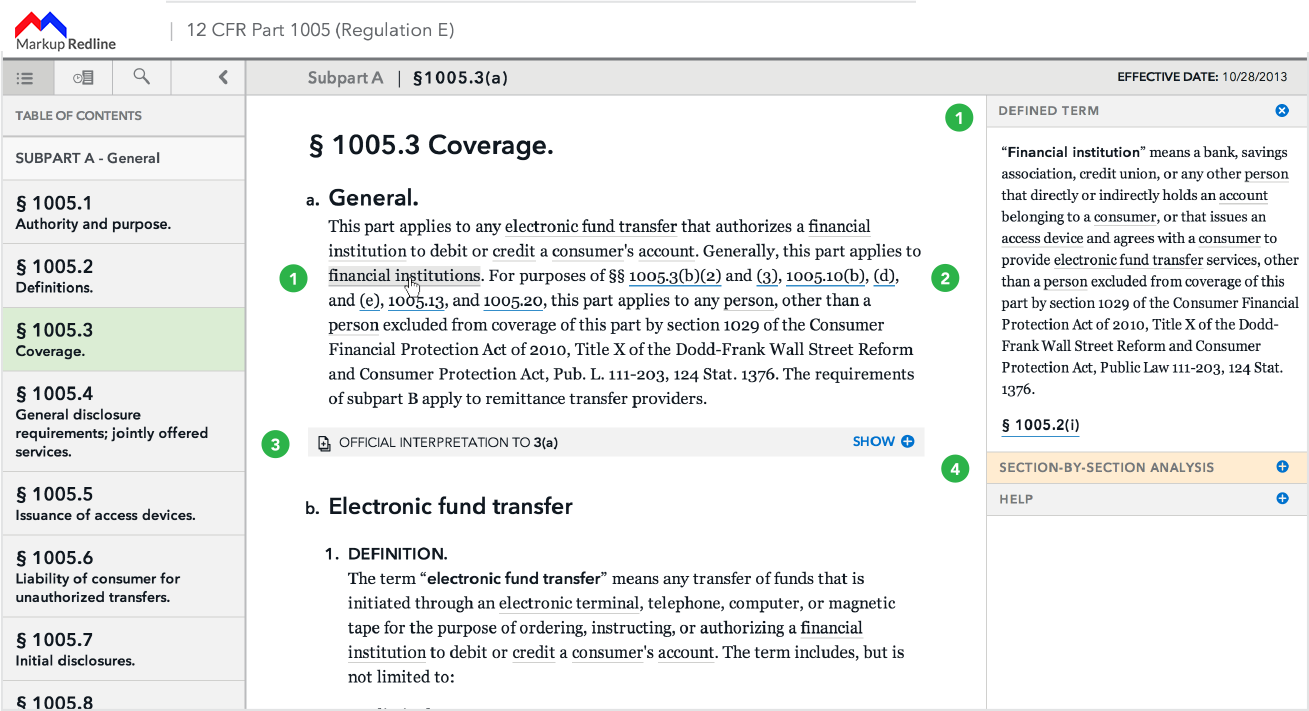 Markup Redline
12 CFR Part 1005 (Regulation E)
Subpart A | §1005.3(a)
EFFECTIVE DATE: 10/28/2013
TABLE OF CONTENTS
SUBPART A - General
§ 1005.1
Authority and purpose.
§ 1005.2
Definitions.
§ 1005.3
Coverage.
§ 1005.4
General disclosure
requirements; jointly offered
services.
§ 1005.5
Issuance of access devices.
§ 1005.6
Liability of consumer for
unauthorized transfers.
§ 1005.7
Initial disclosures.
§ 1005.8
§ 1005.3 Coverage.
a. General.
This part applies to any electronic fund transfer that authorizes a financial
institution to debit or credit a consumer's account. Generally, this part applies to
1
financial institutions. For purposes of §§ 1005.3(b)(2) and (3), 1005.10(b), (d),
2
and (e), 1005.13, and 1005.20, this part applies to any person, other than a
person excluded from coverage of this part by section 1029 of the Consumer
Financial Protection Act of 2010, Title X of the Dodd-Frank Wall Street Reform
and Consumer Protection Act, Pub. L. 111-203, 124 Stat. 1376. The requirements
of subpart B apply to remittance transfer providers.
3
OFFICIAL INTERPRETATION TO 3(a)
SHOW
b. Electronic fund transfer
1. DEFINITION.
The term “electronic fund transfer” means any transfer of funds that is
initiated through an electronic terminal, telephone, computer, or magnetic
tape for the purpose of ordering, instructing, or authorizing a financial
institution to debit or credit a consumer's account. The term includes, but is
not limited to:
1
DEFINED TERM
“Financial institution” means a bank, savings
association, credit union, or any other person
that directly or indirectly holds an account
belonging to a consumer, or that issues an
access device and agrees with a consumer to
provide electronic fund transfer services, other
than a person excluded from coverage of this
part by section 1029 of the Consumer Financial
Protection Act of 2010, Title X of the Dodd-
Frank Wall Street Reform and Consumer
Protection Act, Public Law 111-203, 124 Stat.
1376.
§ 1005.2(i)
4
SECTION-BY-SECTION ANALYSIS
HELP